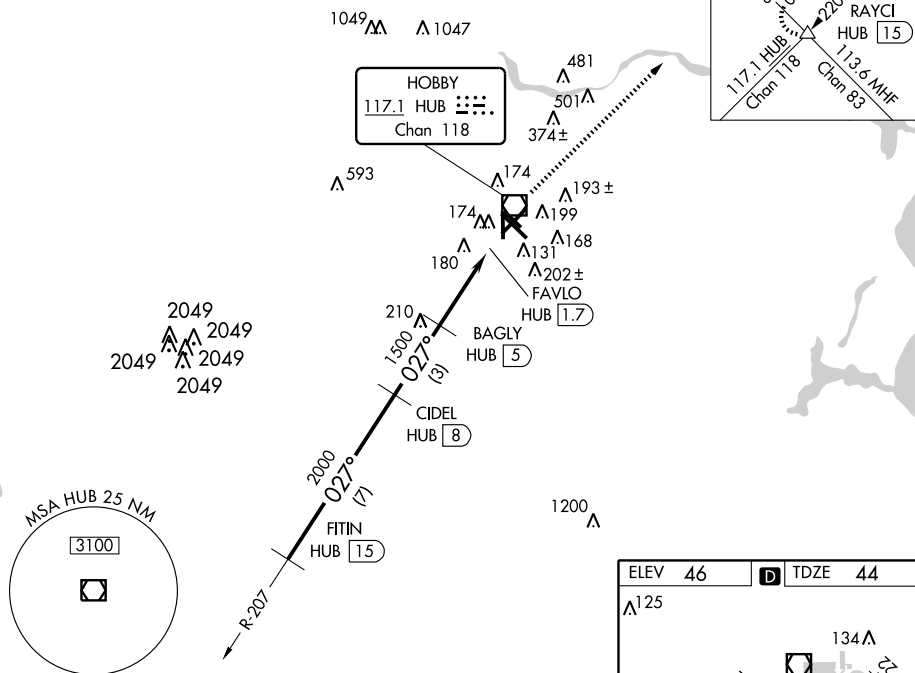 1049
1047
481
501
374±
HOBBY
117.1 HUB
Chan 118
RAYCI
HUB 15
220
117.1 HUB
Chan 118
113.6 MHF
Chan 83
593
174
193±
174
199
168
180
131
202±
FAVLO
HUB 1.7
210
BAGLY
HUB 5
1500
027°
(3)
2049
2049
2049
2049
2049
CIDEL
HUB 8
2000
027°
(7)
FITIN
HUB 15
R-207
1200
MSA HUB 25 NM
3100
ELEV 46
D
TDZE 44
125
134
22